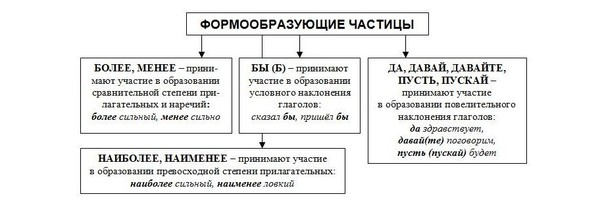 ФОРМООБРАЗУЮЩИЕ ЧАСТИЦЫ
БОЛЕЕ, МЕНЕЕ – прини-
мают участие в образовании
сравнительной степени при-
лагательных и наречий:
более сильный, менее сильно
БЫ (Б) – принимают
участие в образовании
условного наклонения
глаголов:
сказал бы, пришёл бы
ДА, ДАВАЙ, ДАВАЙТЕ,
ПУСТЬ, ПУСКАЙ –
принимают участие
в образовании повелительного
наклонения глаголов:
да здравствует,
давай(те) поговорим,
пусть (пускай) будет
НАИБОЛЕЕ, НАИМЕНЕЕ – принимают участие
в образовании превосходной степени прилагательных:
наиболее сильный, наименее ловкий